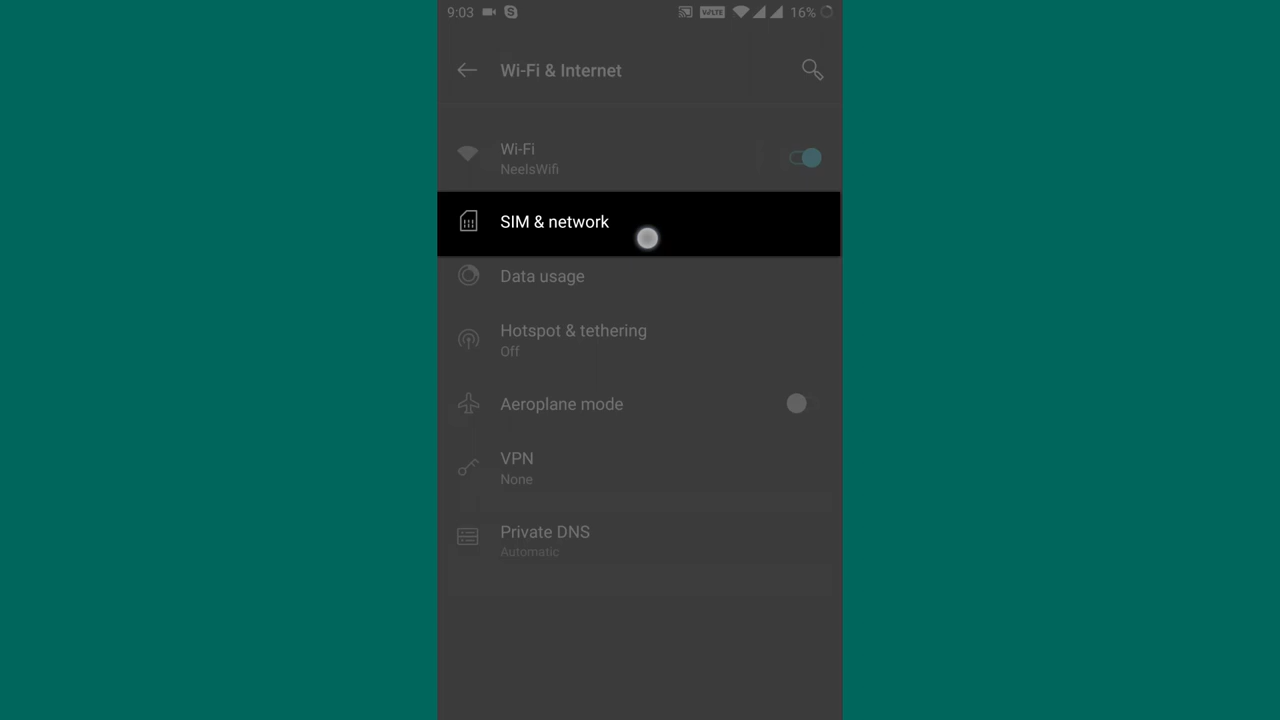 9:03
VoLTE
16%
Wi-Fi & Internet
Wi-Fi
NeelsWifi
SIM & network
Data usage
Hotspot & tethering
Off
Aeroplane mode
VPN
None
Private DNS
Automatic